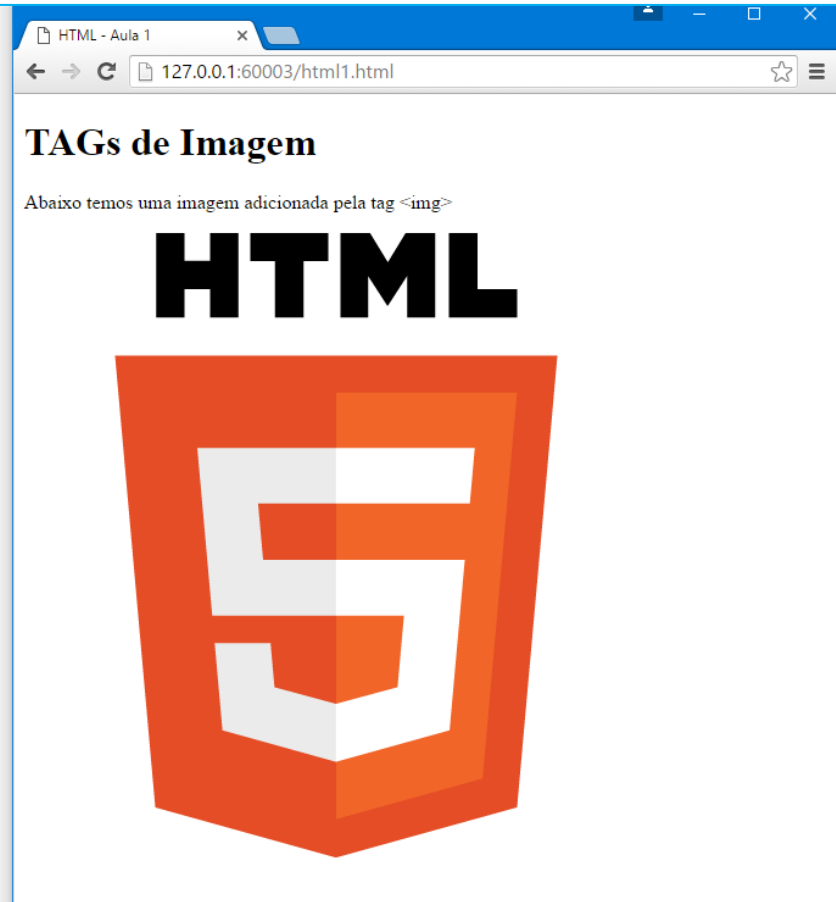 HTML - Aula 1
127.0.0.1:60003/html1.html
TAGs de Imagem
Abaixo temos uma imagem adicionada pela tag <img>
HTML
5